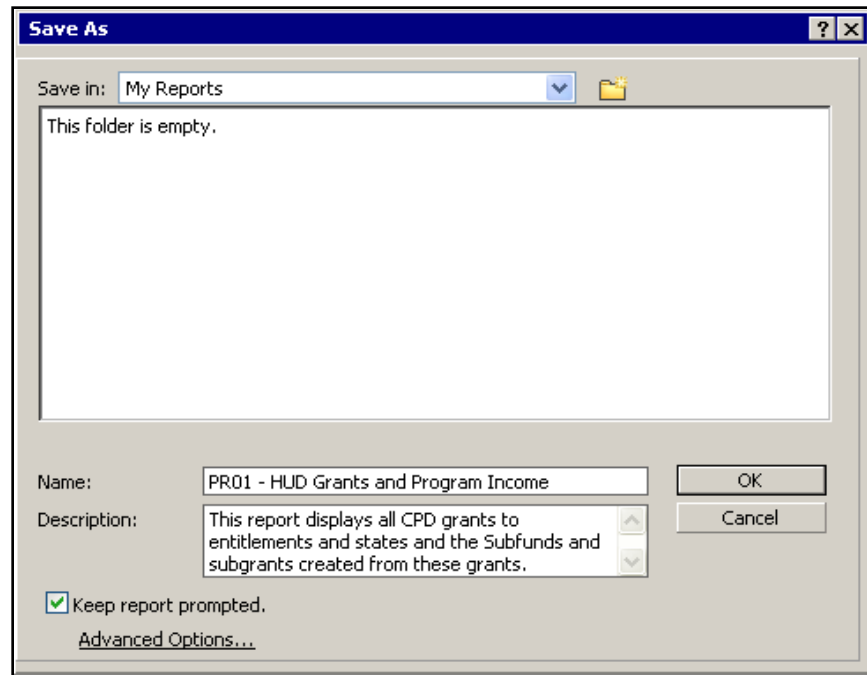 Save As
Save in: My Reports
This folder is empty.
Name: PR01 - HUD Grants and Program Income OK
Description: This report displays all CPD grants to Cancel
entitlements and states and the Subfunds and
subgrants created from these grants.
Keep report prompted.
Advanced Options...